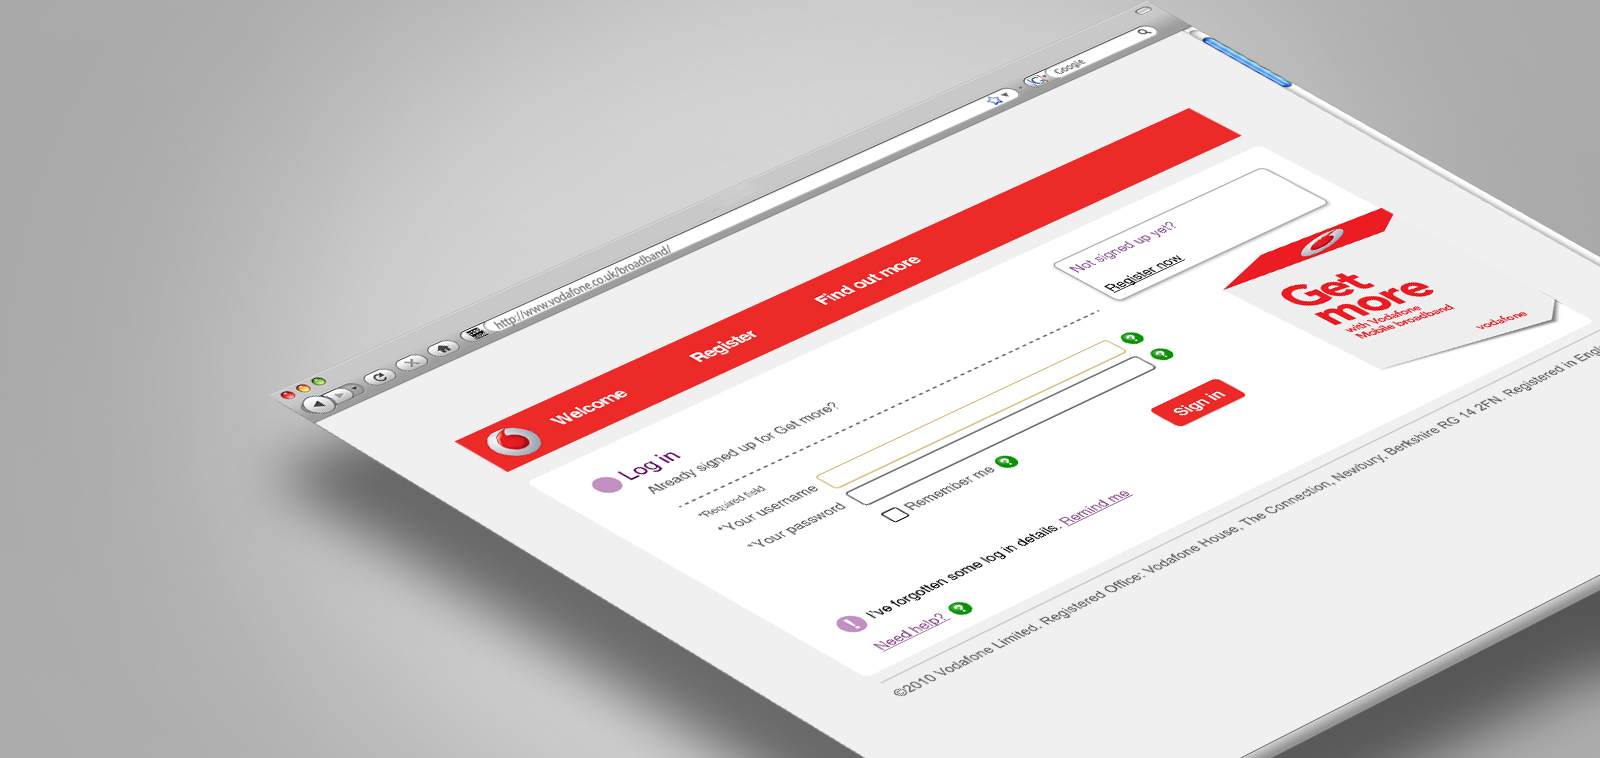 http://www.vodafone.co.uk/broadband/
Google
Welcome
Register
Find out more
Log in
Already signed up for Get more?
*Required field
*Your username
?
*Your password
?
Remember me ?
Sign in
! I've forgotten some log in details. Remind me
Need help? ?
Not signed up yet?
Register now
Get
more
with Vodafone
Mobile broadband
vodafone
©2010 Vodafone Limited. Registered Office: Vodafone House, The Connection, Newbury, Berkshire RG 14 2FN. Registered in